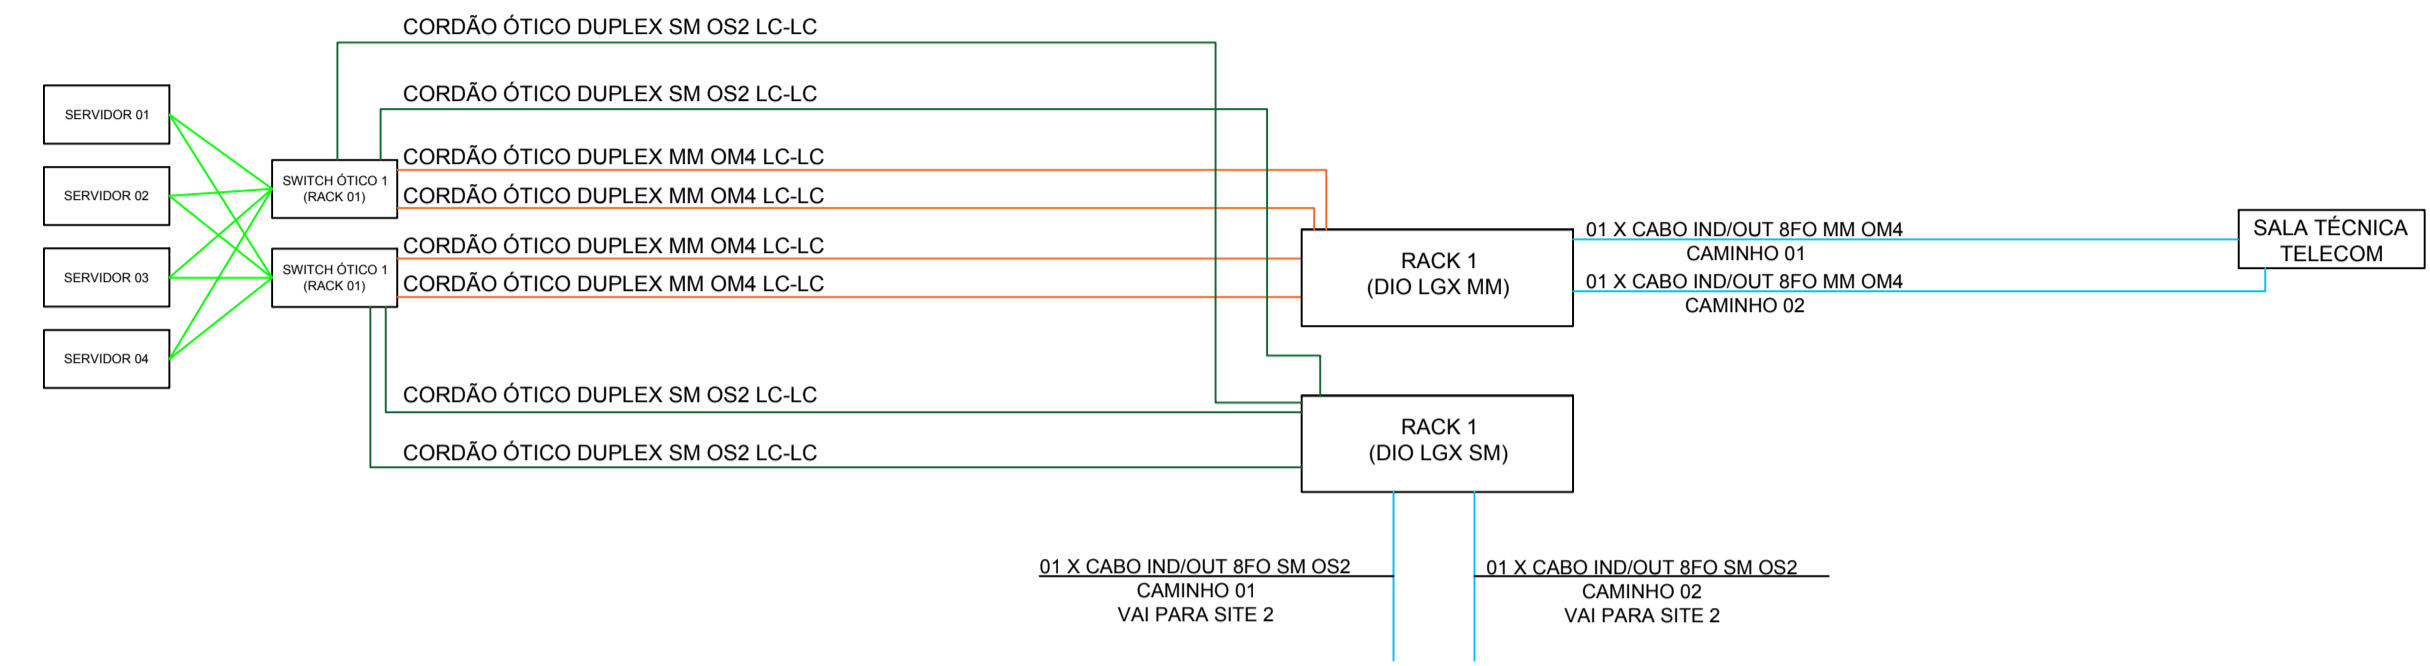 CORDÃO ÓTICO DUPLEX SM OS2 LC-LC
CORDÃO ÓTICO DUPLEX SM OS2 LC-LC
SERVIDOR 01
SERVIDOR 02
SERVIDOR 03
SERVIDOR 04
SWITCH ÓTICO 1
(RACK 01)
SWITCH ÓTICO 1
(RACK 01)
CORDÃO ÓTICO DUPLEX MM OM4 LC-LC
CORDÃO ÓTICO DUPLEX MM OM4 LC-LC
CORDÃO ÓTICO DUPLEX MM OM4 LC-LC
CORDÃO ÓTICO DUPLEX MM OM4 LC-LC
CORDÃO ÓTICO DUPLEX SM OS2 LC-LC
CORDÃO ÓTICO DUPLEX SM OS2 LC-LC
RACK 1
(DIO LGX MM)
01 X CABO IND/OUT 8FO MM OM4
CAMINHO 01
01 X CABO IND/OUT 8FO MM OM4
CAMINHO 02
SALA TÉCNICA
TELECOM
RACK 1
(DIO LGX SM)
01 X CABO IND/OUT 8FO SM OS2
CAMINHO 01
VAI PARA SITE 2
01 X CABO IND/OUT 8FO SM OS2
CAMINHO 02
VAI PARA SITE 2